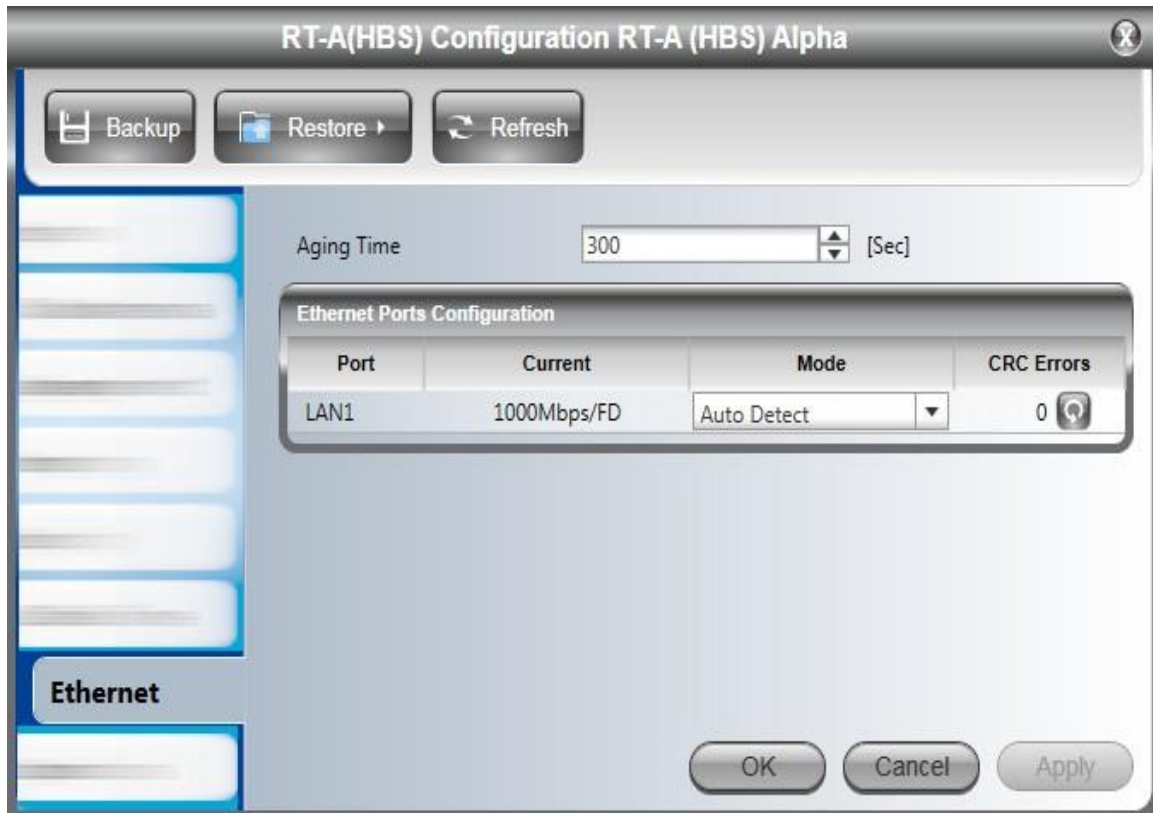 RT-A(HBS) Configuration RT-A (HBS) Alpha
Backup
Restore
Refresh
Aging Time 300 [Sec]
Ethernet Ports Configuration
Port Current Mode CRC Errors
LAN1 1000Mbps/FD Auto Detect 0
Ethernet
OK Cancel Apply